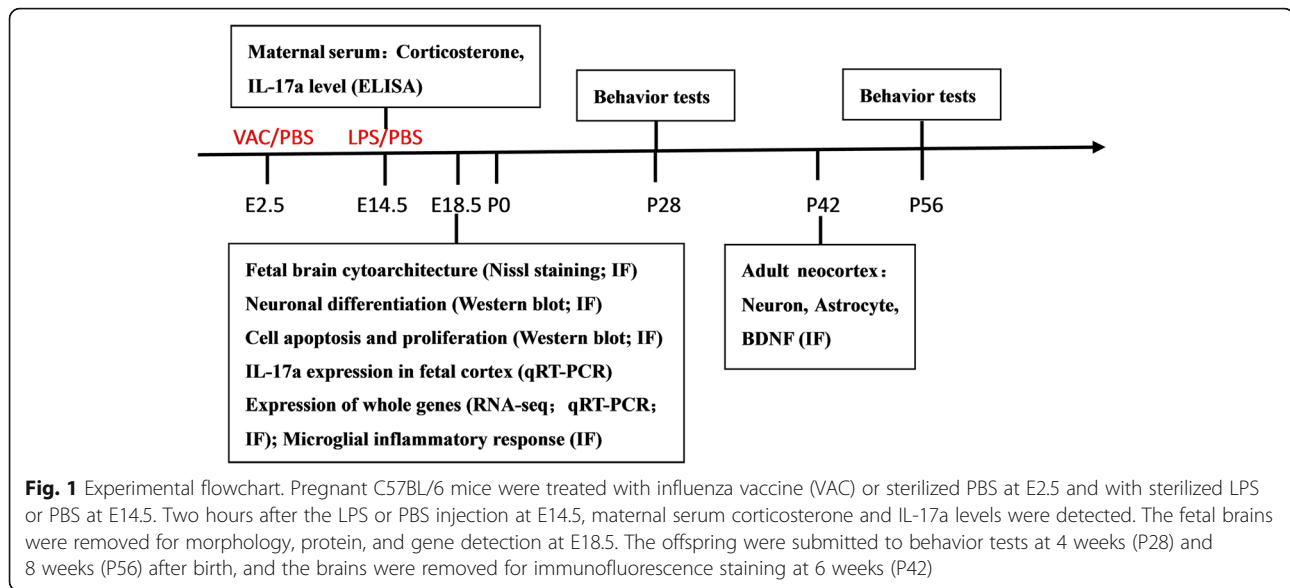 Maternal serum：Corticosterone,
IL-17a level (ELISA)
Behavior tests
Behavior tests
VAC/PBS
LPS/PBS
E2.5
E14.5
E18.5
P0
P28
P42
P56
Fetal brain cytoarchitecture (Nissl staining; IF)
Neuronal differentiation (Western blot; IF)
Cell apoptosis and proliferation (Western blot; IF)
IL-17a expression in fetal cortex (qRT-PCR)
Expression of whole genes (RNA-seq；qRT-PCR；
IF); Microglial inflammatory response (IF)
Adult neocortex：
Neuron, Astrocyte,
BDNF (IF)
Fig. 1 Experimental flowchart. Pregnant C57BL/6 mice were treated with influenza vaccine (VAC) or sterilized PBS at E2.5 and with sterilized LPS
or PBS at E14.5. Two hours after the LPS or PBS injection at E14.5, maternal serum corticosterone and IL-17a levels were detected. The fetal brains
were removed for morphology, protein, and gene detection at E18.5. The offspring were submitted to behavior tests at 4 weeks (P28) and
8 weeks (P56) after birth, and the brains were removed for immunofluorescence staining at 6 weeks (P42)